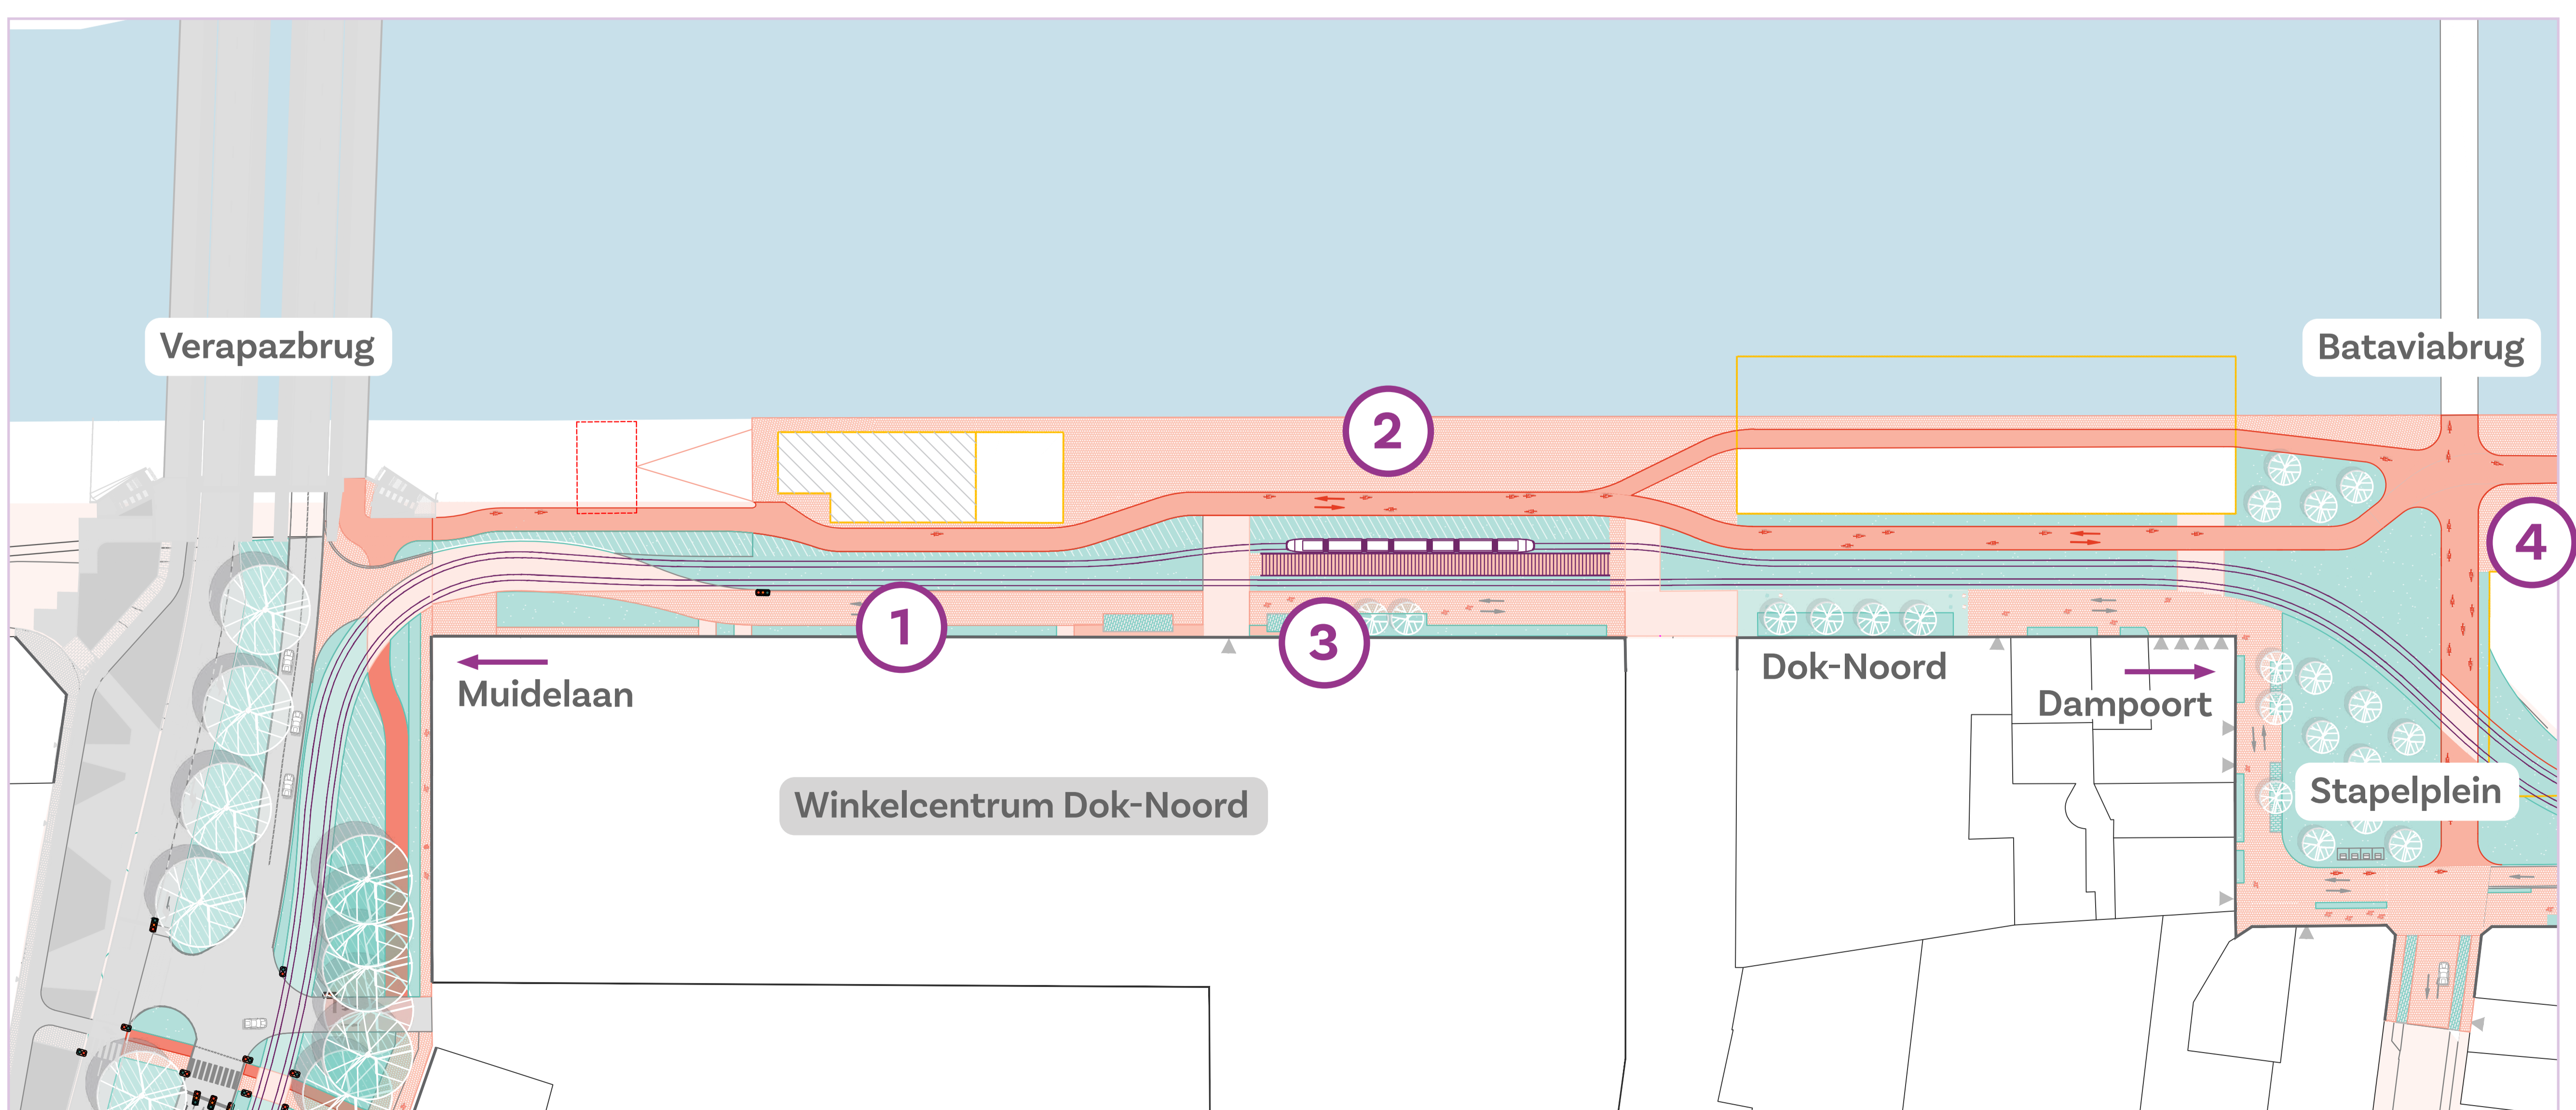 Verapazbrug
Bataviabrug
2
4
1
3
Muidelaan
Dok-Noord
Dampoort
Winkelcentrum Dok-Noord
Stapelplein